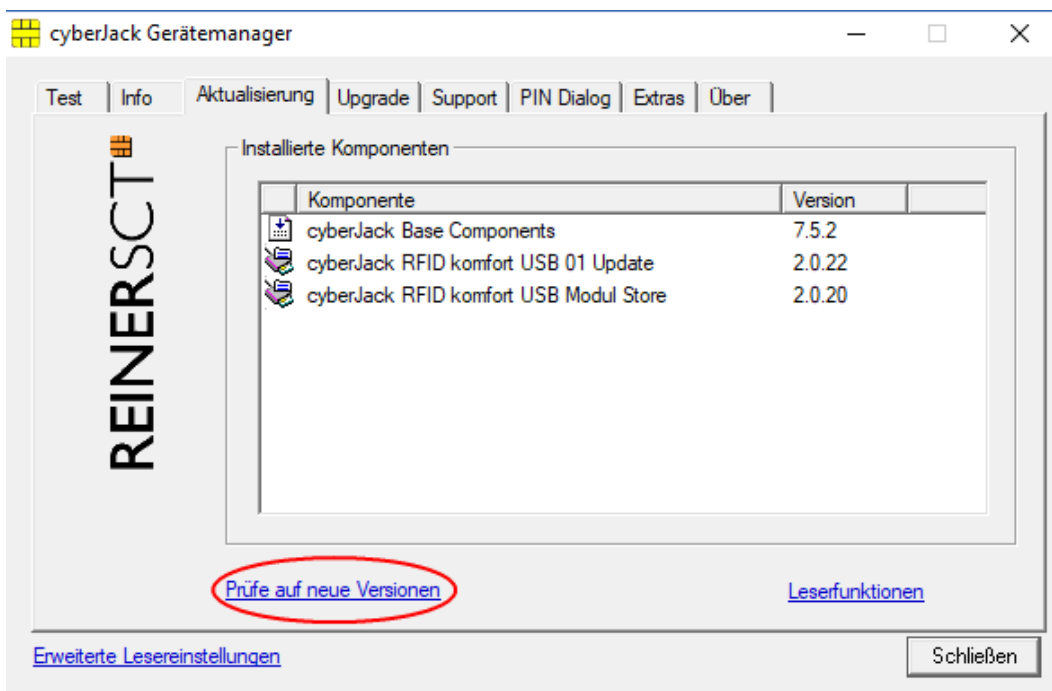 cyberJack Gerätemanager
Test Info Aktualisierung Upgrade Support PIN Dialog Extras Über
REINERSCT
Installierte Komponenten
Komponente Version
cyberJack Base Components 7.5.2
cyberJack RFID komfort USB 01 Update 2.0.22
cyberJack RFID komfort USB Modul Store 2.0.20
Prüfe auf neue Versionen Leserfunktionen
Erweiterte Lesereinstellungen Schließen